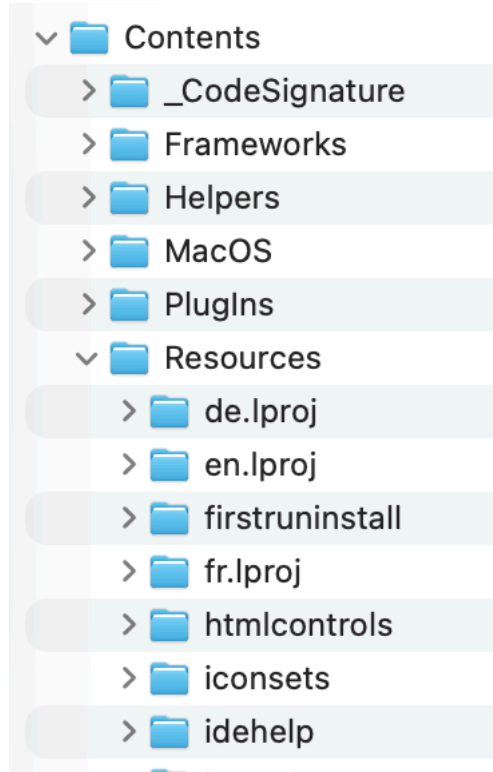 Contents
_CodeSignature
Frameworks
Helpers
MacOS
PlugIns
Resources
de.lproj
en.lproj
firstruninstall
fr.lproj
htmlcontrols
iconsets
idehelp